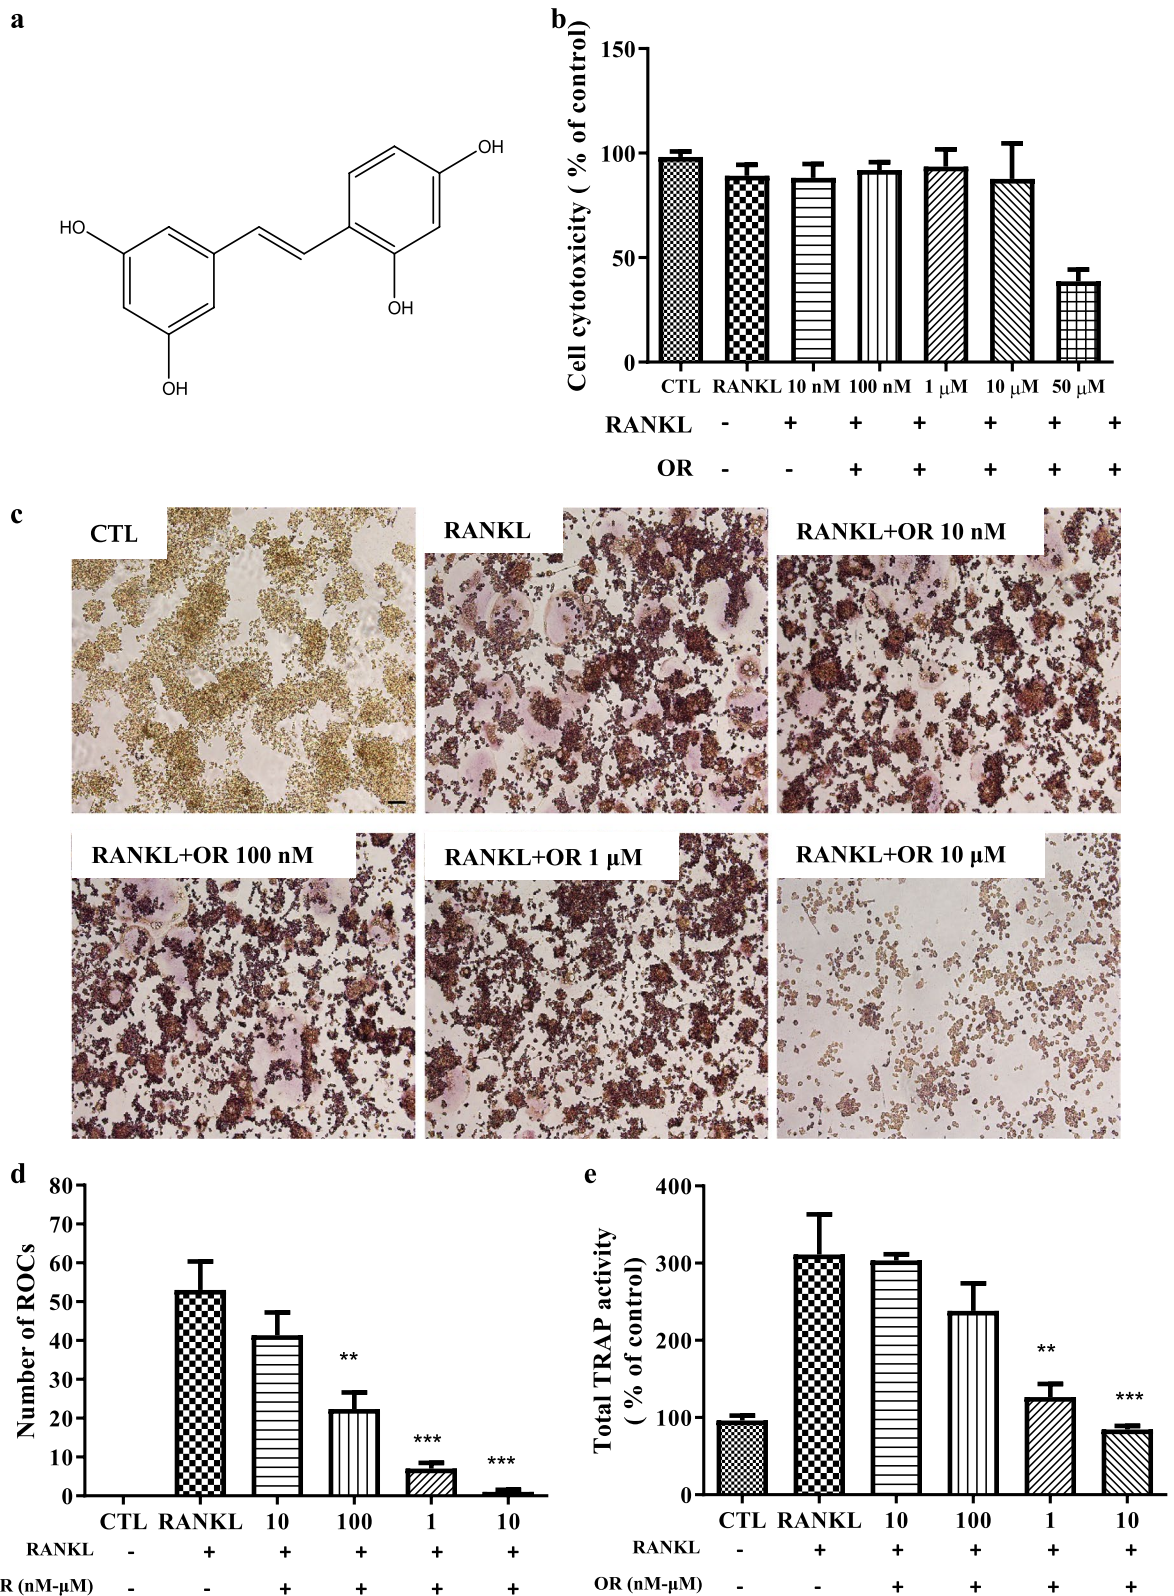 a
OH
HO
OH
OH
b
Cell cytotoxicity ( % of control)
150
100
50
0
CTL RANKL 10 nM 100 nM 1 μM 10 μM 50 μM
RANKL - + + + + + +
OR - - + + + + +
c
CTL
RANKL
RANKL+OR 10 nM
RANKL+OR 100 nM
RANKL+OR 1 μM
RANKL+OR 10 μM
d
Number of ROCs
80
70
60
50
40
30
20
10
0
**
***
***
CTL RANKL 10 100 1 10
RANKL - + + + + +
R (nM-μM) - - + + + +
e
Total TRAP activity
( % of control)
400
300
200
100
0
**
***
CTL RANKL 10 100 1 10
RANKL - + + + + +
OR (nM-μM) - - + + + +